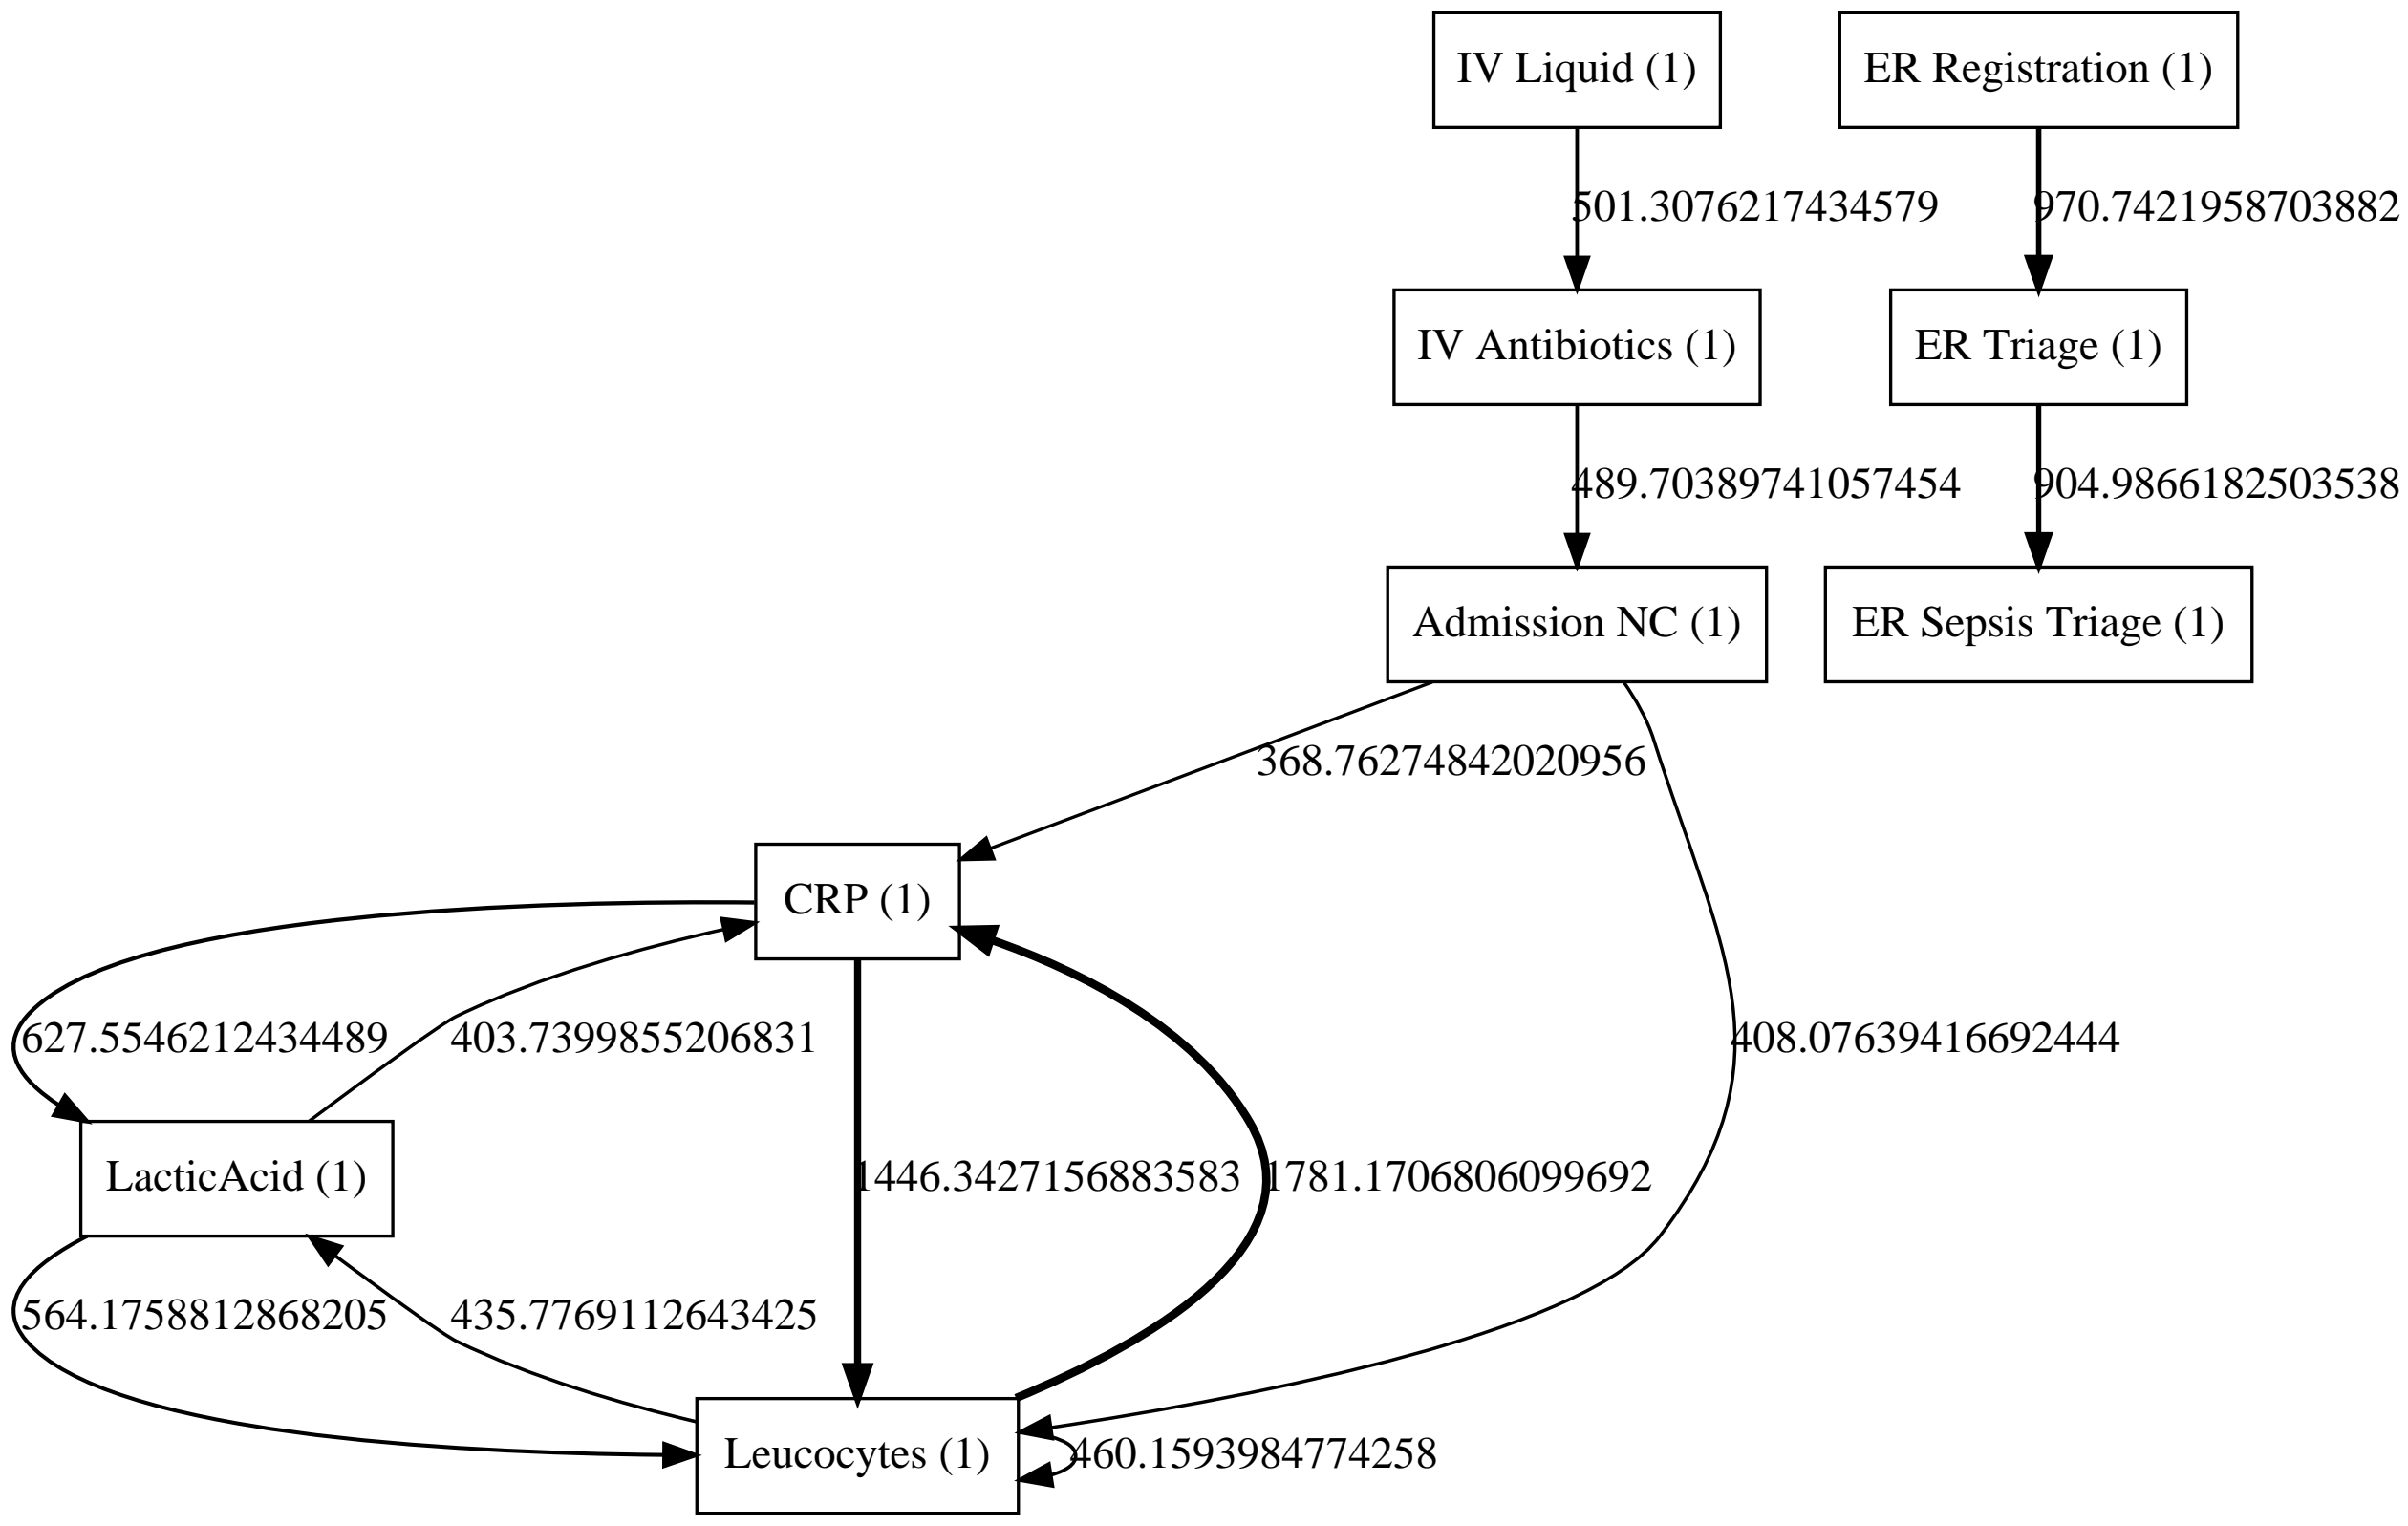 IV Liquid (1)
ER Registration (1)
501.3076217434579
970.7421958703882
IV Antibiotics (1)
ER Triage (1)
489.70389741057454
904.9866182503538
Admission NC (1)
ER Sepsis Triage (1)
368.76274842020956
CRP (1)
627.5546212434489
403.7399855206831
408.07639416692444
LacticAcid (1)
1446.3427156883583
1781.1706806099692
564.1758812868205
435.7769112643425
Leucocytes (1)
460.1593984774258